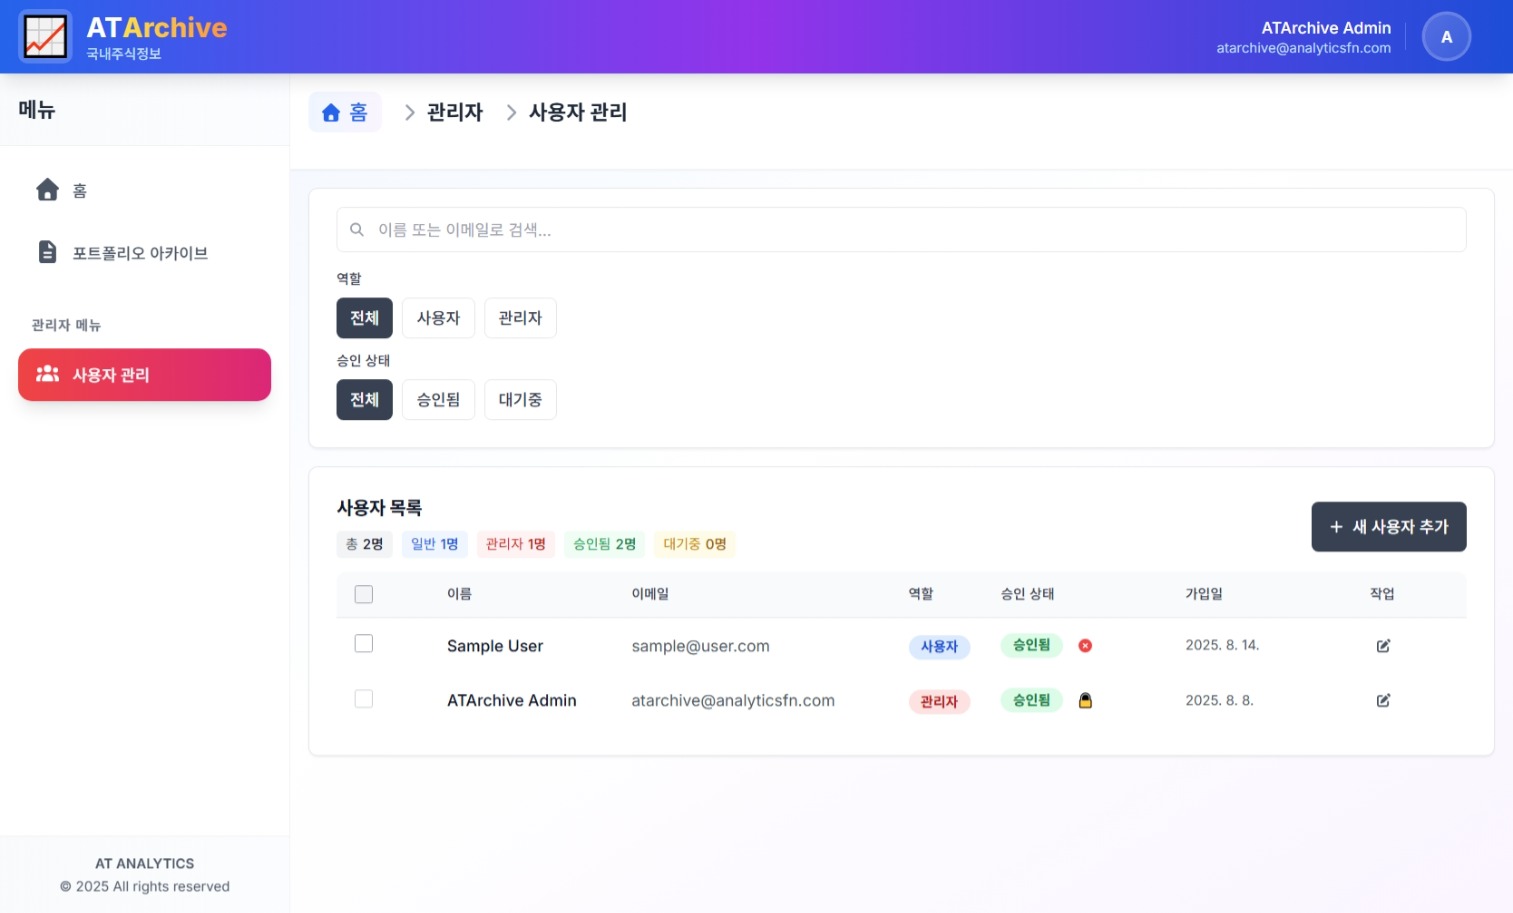 ATArchive
국내주식정보
ATArchive Admin
atarchive@analyticsfn.com
A
메뉴
홈
포트폴리오 아카이브
관리자 메뉴
사용자 관리
AT ANALYTICS
© 2025 All rights reserved
홈 관리자 사용자 관리
이름 또는 이메일로 검색...
역할
전체 사용자 관리자
승인 상태
전체 승인됨 대기중
사용자 목록
총 2명 일반 1명 관리자 1명 승인됨 2명 대기중 0명
+ 새 사용자 추가
이름 이메일 역할 승인 상태 가입일 작업
Sample User sample@user.com 사용자 승인됨 2025. 8. 14.
ATArchive Admin atarchive@analyticsfn.com 관리자 승인됨 2025. 8. 8.